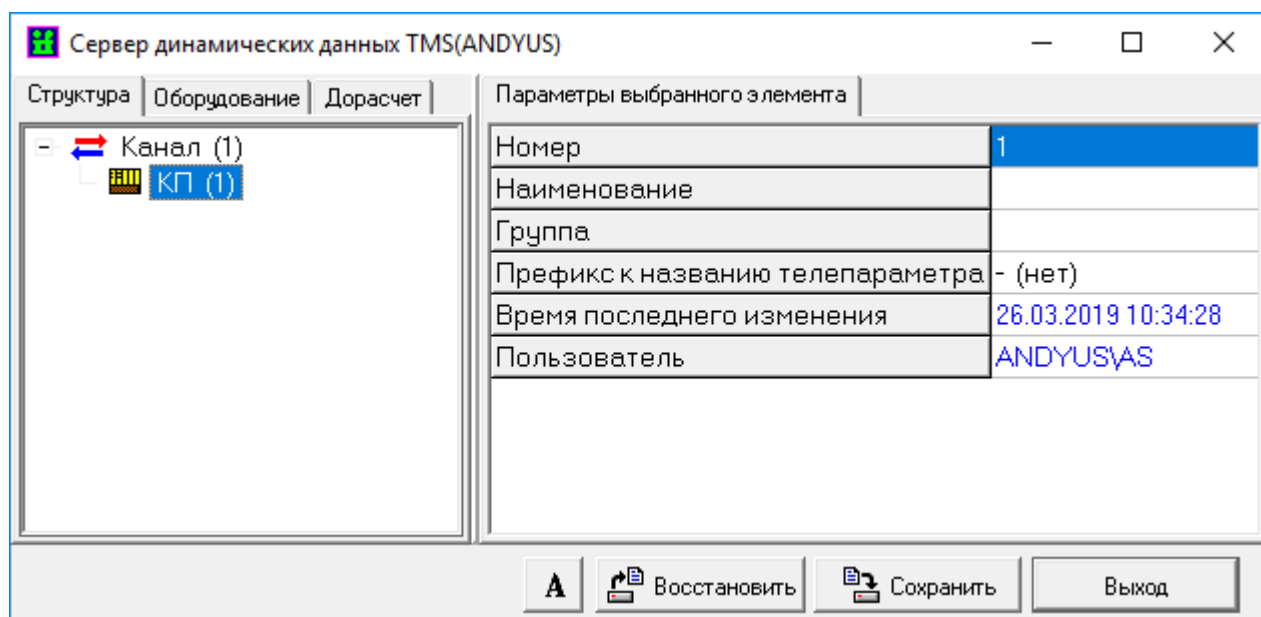 Сервер динамических данных TMS(ANDYUS)
Структура Оборудование Дорасчет Параметры выбранного элемента
Канал (1)
КП (1)
Номер 1
Наименование
Группа
Префикс к названию телепараметра - (нет)
Время последнего изменения 26.03.2019 10:34:28
Пользователь ANDYUS\AS
A Восстановить Сохранить Выход